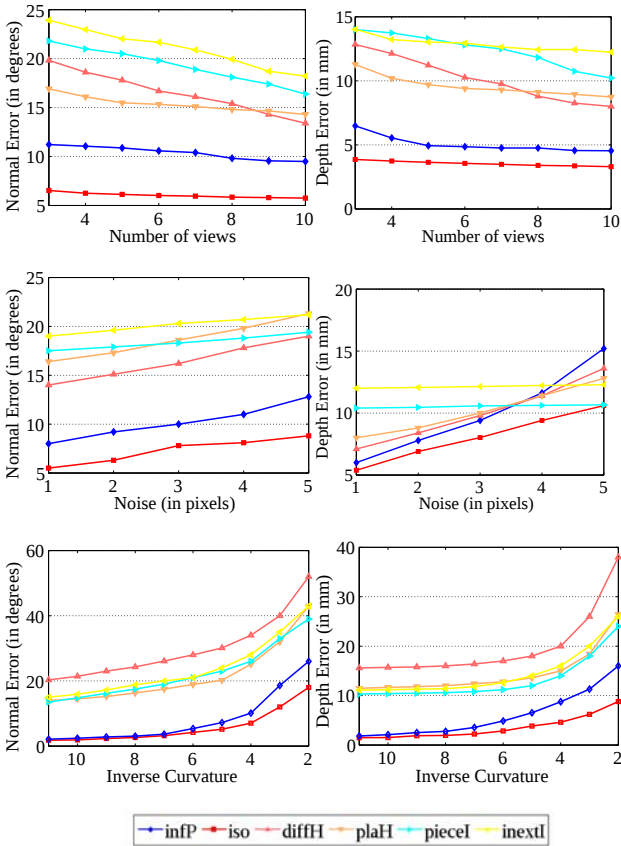 Normal Error (in degrees)
25
20
15
10
5
4 6 8 10
Number of views
Depth Error (in mm)
15
10
5
0
4 6 8 10
Number of views
Normal Error (in degrees)
25
20
15
10
5
1 2 3 4 5
Noise (in pixels)
Depth Error (in mm)
20
15
10
5
1 2 3 4 5
Noise (in pixels)
Normal Error (in degrees)
60
40
20
0
10 8 6 4 2
Inverse Curvature
Depth Error (in mm)
40
30
20
10
0
10 8 6 4 2
Inverse Curvature
infP iso diffH plaH pieceI inextI